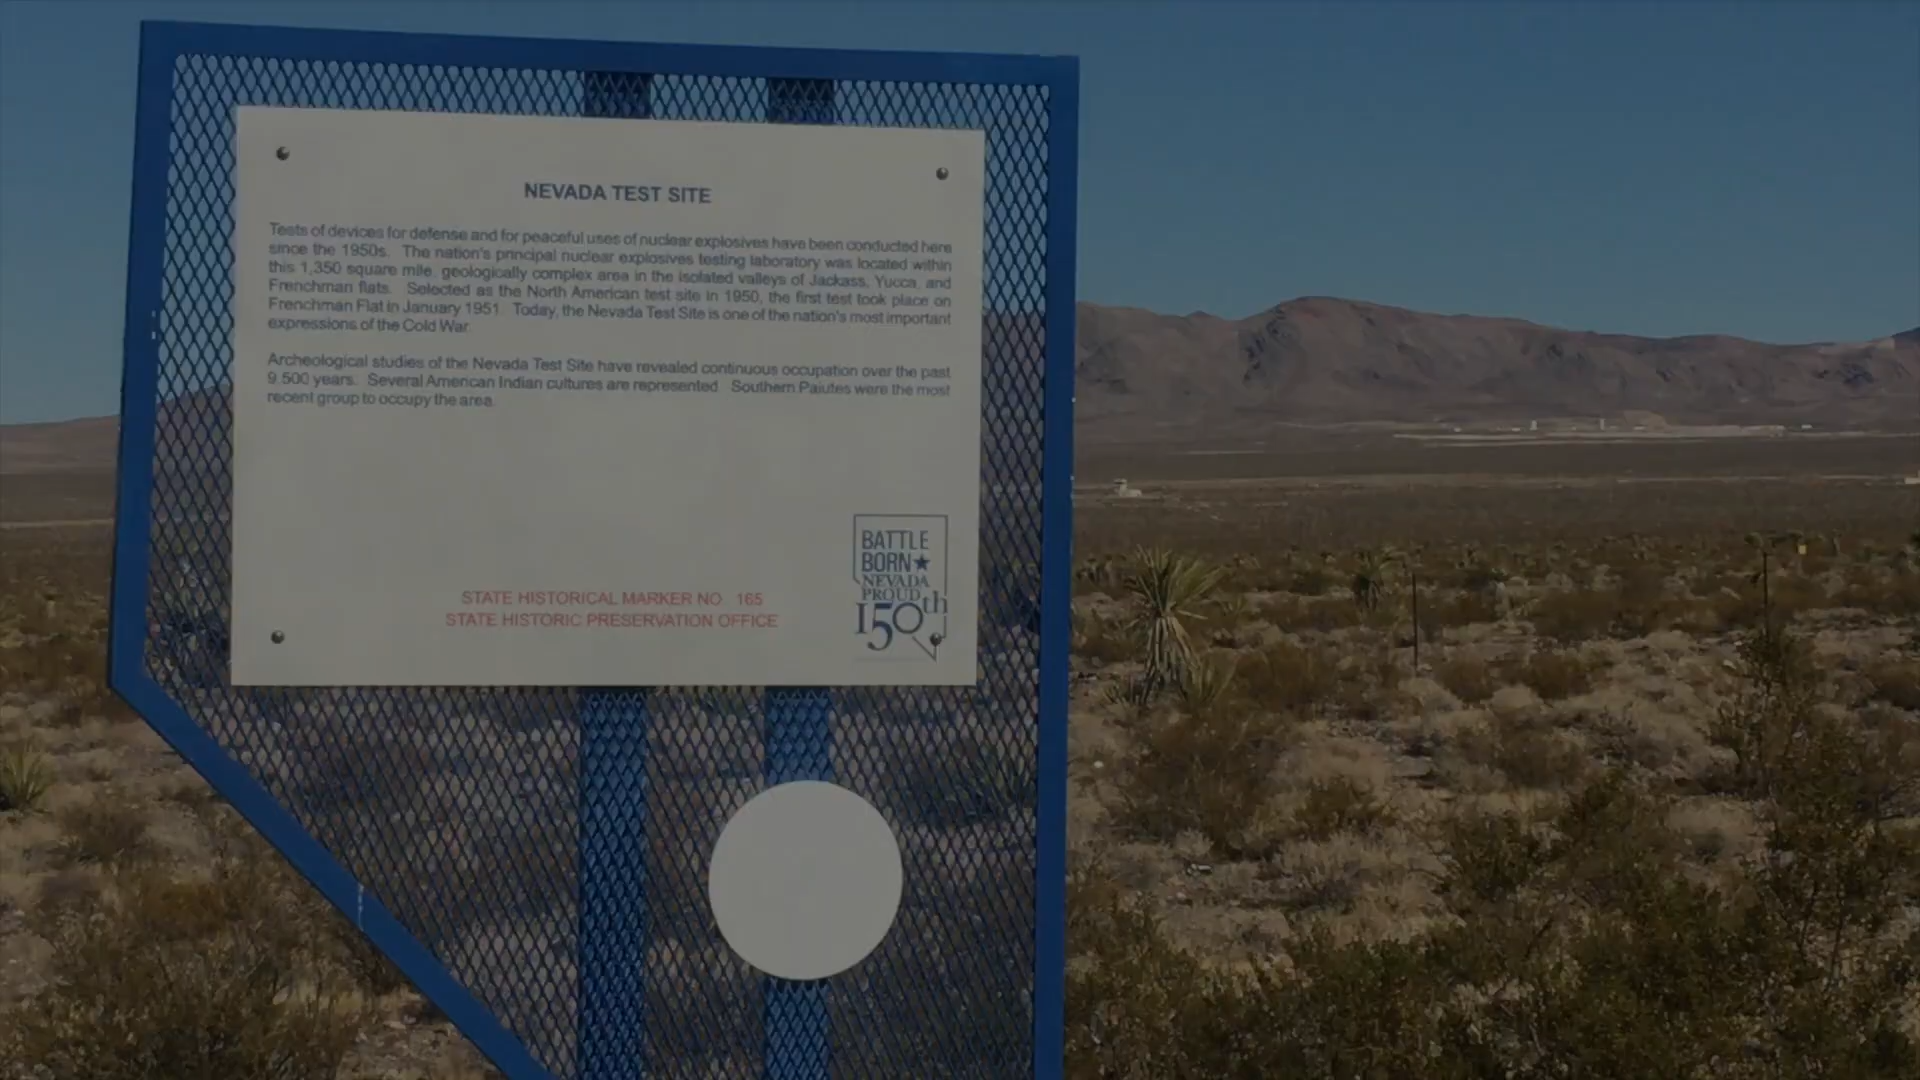 NEVADA TEST SITE
Tests of devices for defense and for peaceful uses of nuclear explosives have been conducted here
since the 1950s. The nation's principal nuclear explosives testing laboratory was located within
this 1,350 square mile, geologically complex area in the isolated valleys of Jackass, Yucca, and
Frenchman flats. Selected as the North American test site in 1950, the first test took place on
Frenchman Flat in January 1951. Today, the Nevada Test Site is one of the nation's most important
expressions of the Cold War.
Archeological studies of the Nevada Test Site have revealed continuous occupation over the past
9,500 years. Several American Indian cultures are represented. Southern Paiutes were the most
recent group to occupy the area.
STATE HISTORICAL MARKER NO. 165
STATE HISTORIC PRESERVATION OFFICE
BATTLE
BORN★
NEVADA
PROUD
150th